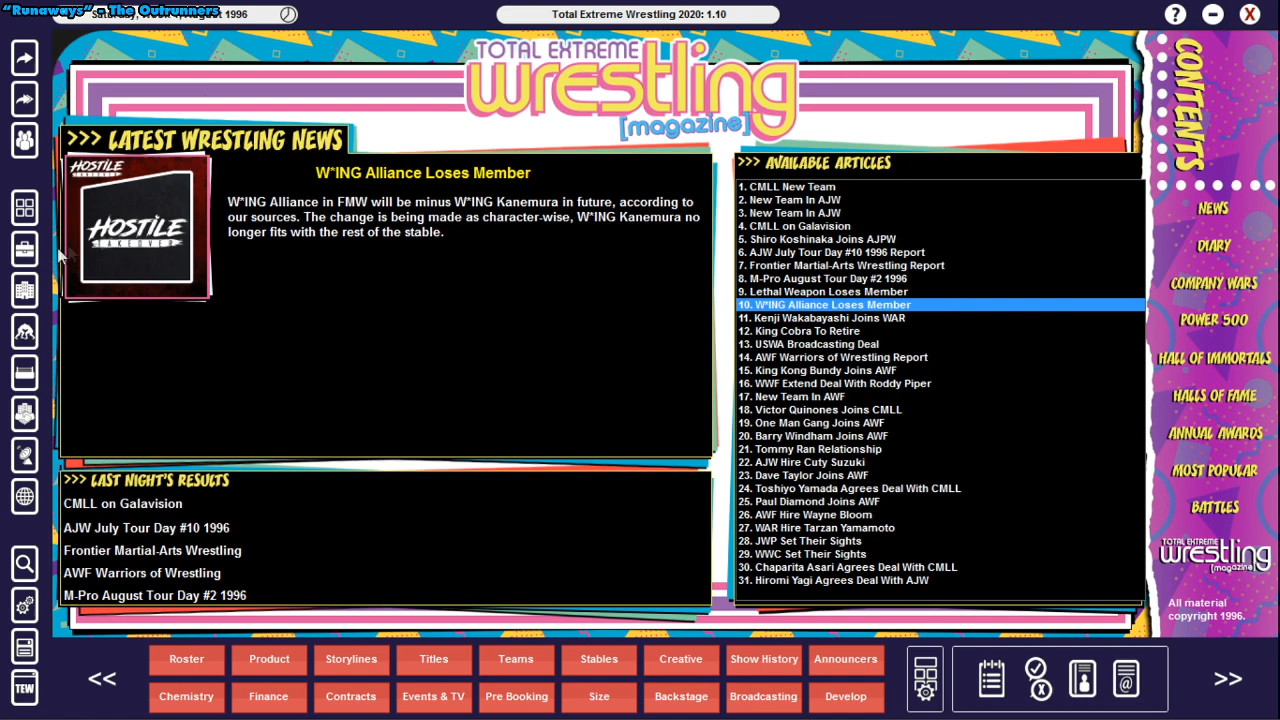 "Runaways" - The Outrunners
August 1996
Total Extreme Wrestling 2020: 1.10
TOTAL EXTREME
wrestling
[magazine]
>>> LATEST WRESTLING NEWS
HOSTILE
HOSTILE
TAKEOVER
W*ING Alliance Loses Member
W*ING Alliance in FMW will be minus W*ING Kanemura in future, according to
our sources. The change is being made as character-wise, W*ING Kanemura no
longer fits with the rest of the stable.
>>> LAST NIGHT'S RESULTS
CMLL on Galavision
AJW July Tour Day #10 1996
Frontier Martial-Arts Wrestling
AWF Warriors of Wrestling
M-Pro August Tour Day #2 1996
>>> AVAILABLE ARTICLES
1. CMLL New Team
2. New Team In AJW
3. New Team In AJW
4. CMLL on Galavision
5. Shiro Koshinaka Joins AJPW
6. AJW July Tour Day #10 1996 Report
7. Frontier Martial-Arts Wrestling Report
8. M-Pro August Tour Day #2 1996
9. Lethal Weapon Loses Member
10. W*ING Alliance Loses Member
11. Kenji Wakabayashi Joins WAR
12. King Cobra To Retire
13. USWA Broadcasting Deal
14. AWF Warriors of Wrestling Report
15. King Kong Bundy Joins AWF
16. WWF Extend Deal With Roddy Piper
17. New Team In AWF
18. Victor Quinones Joins CMLL
19. One Man Gang Joins AWF
20. Barry Windham Joins AWF
21. Tommy Ran Relationship
22. AJW Hire Cuty Suzuki
23. Dave Taylor Joins AWF
24. Toshiyo Yamada Agrees Deal With CMLL
25. Paul Diamond Joins AWF
26. AWF Hire Wayne Bloom
27. WAR Hire Tarzan Yamamoto
28. JWP Set Their Sights
29. WWC Set Their Sights
30. Chaparita Asari Agrees Deal With CMLL
31. Hiromi Yagi Agrees Deal With AJW
CONTENTS
NEWS
DIARY
COMPANY WARS
POWER 500
HALL OF IMMORTALS
HALLS OF FAME
ANNUAL AWARDS
MOST POPULAR
BATTLES
TOTAL EXTREME
wrestling
[magazine]
All material
copyright 1996.
TEW
<< Roster Product Storylines Titles Teams Stables Creative Show History Announcers >>
Chemistry Finance Contracts Events & TV Pre Booking Size Backstage Broadcasting Develop